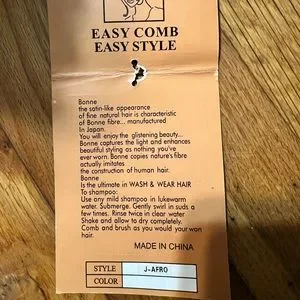 EASY COMB
EASY STYLE
Bonne
the satin-like appearance
of fine natural hair is characteristic
of Bonne fibre... manufactured
In Japan.
You will enjoy the glistening beauty...
Bonne captures the light and enhances
beautiful styling as nothing you've
ever worn. Bonne copies nature's fibre
actually imitates
the construction of human hair.
Bonne
Is the ultimate in WASH & WEAR HAIR
To shampoo:
Use any mild shampoo in lukewarm
water. Submerge. Gently swirl in suds a
few times. Rinse twice in clear water
Shake and allow to dry completely.
Comb and brush as you would your own
hair.
MADE IN CHINA
STYLE J-AFRO
COLOR